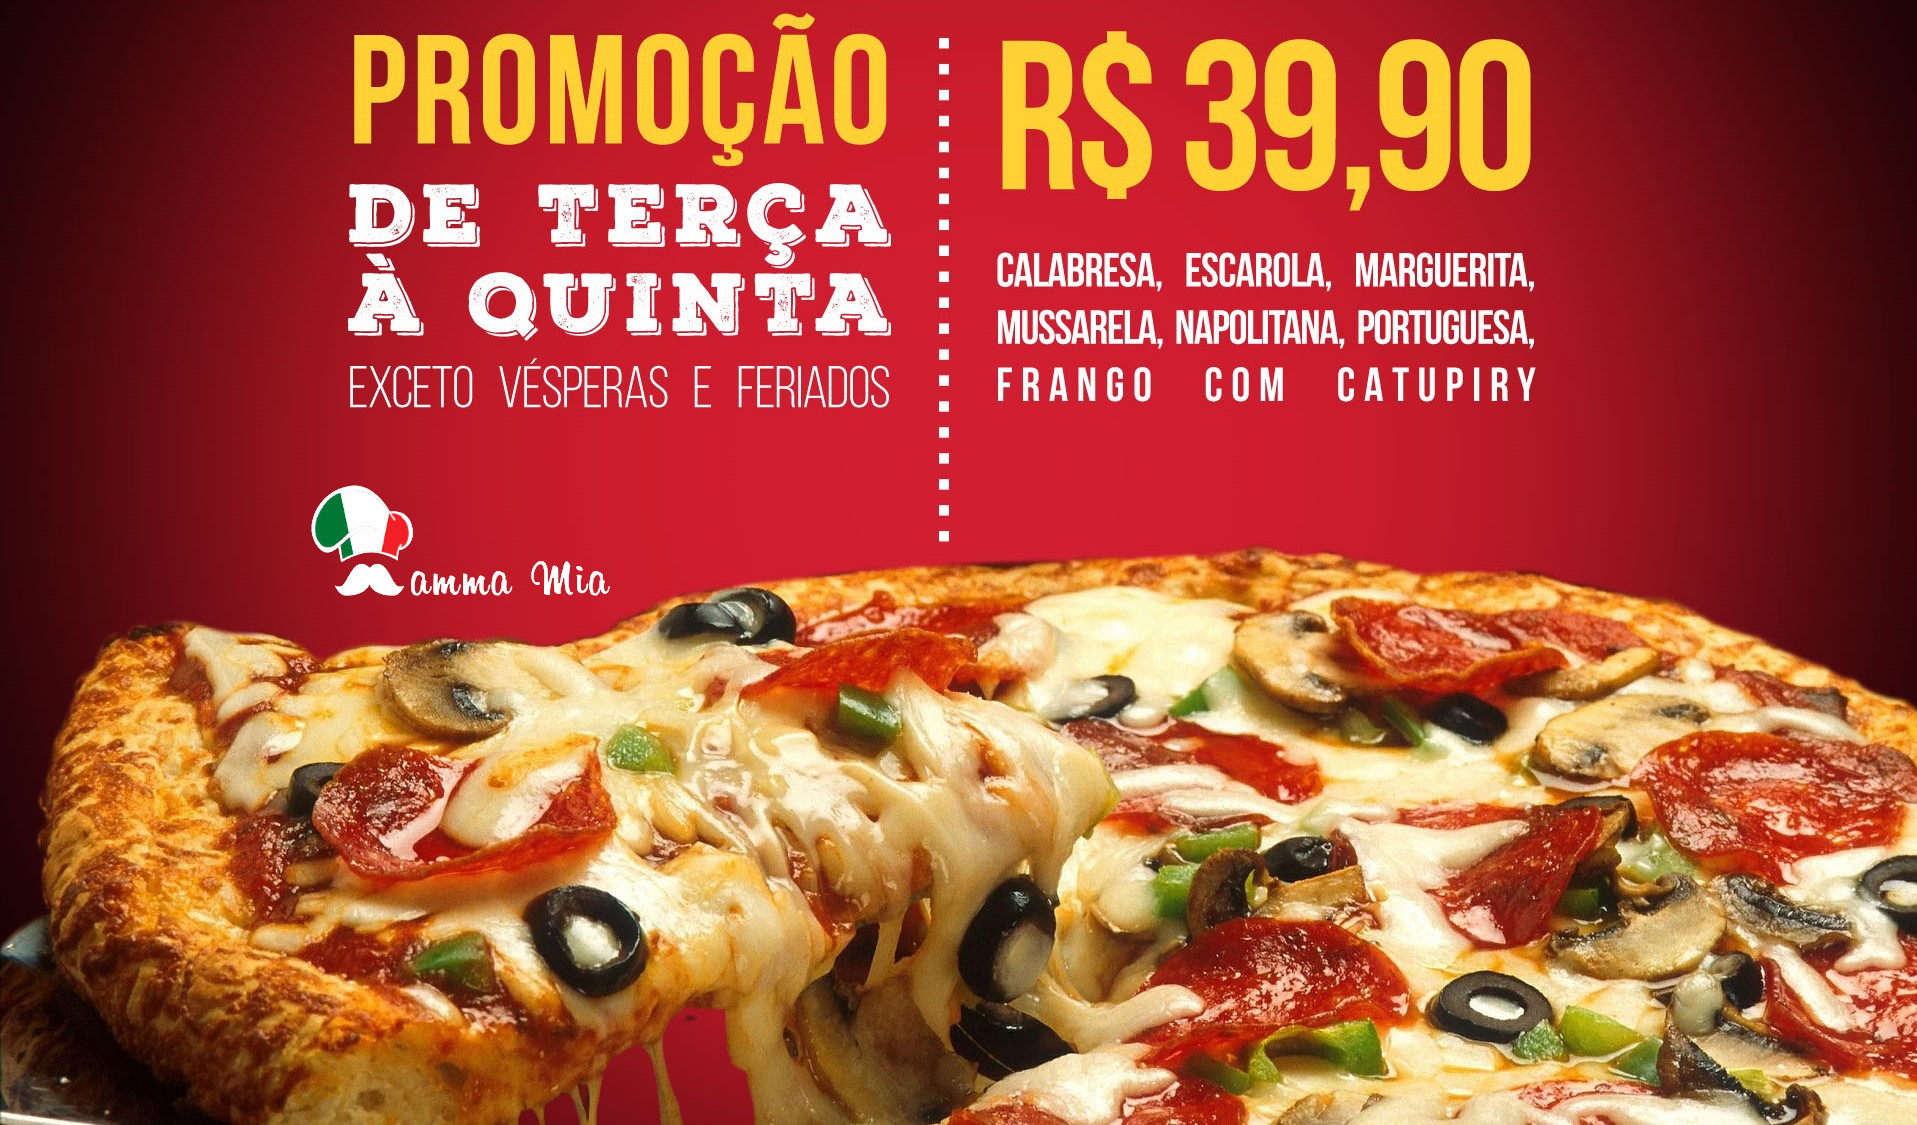 PROMOÇÃO
DE TERÇA
À QUINTA
EXCETO VÉSPERAS E FERIADOS
R$ 39,90
CALABRESA, ESCAROLA, MARGUERITA,
MUSSARELA, NAPOLITANA, PORTUGUESA,
FRANGO COM CATUPIRY
amma Mia